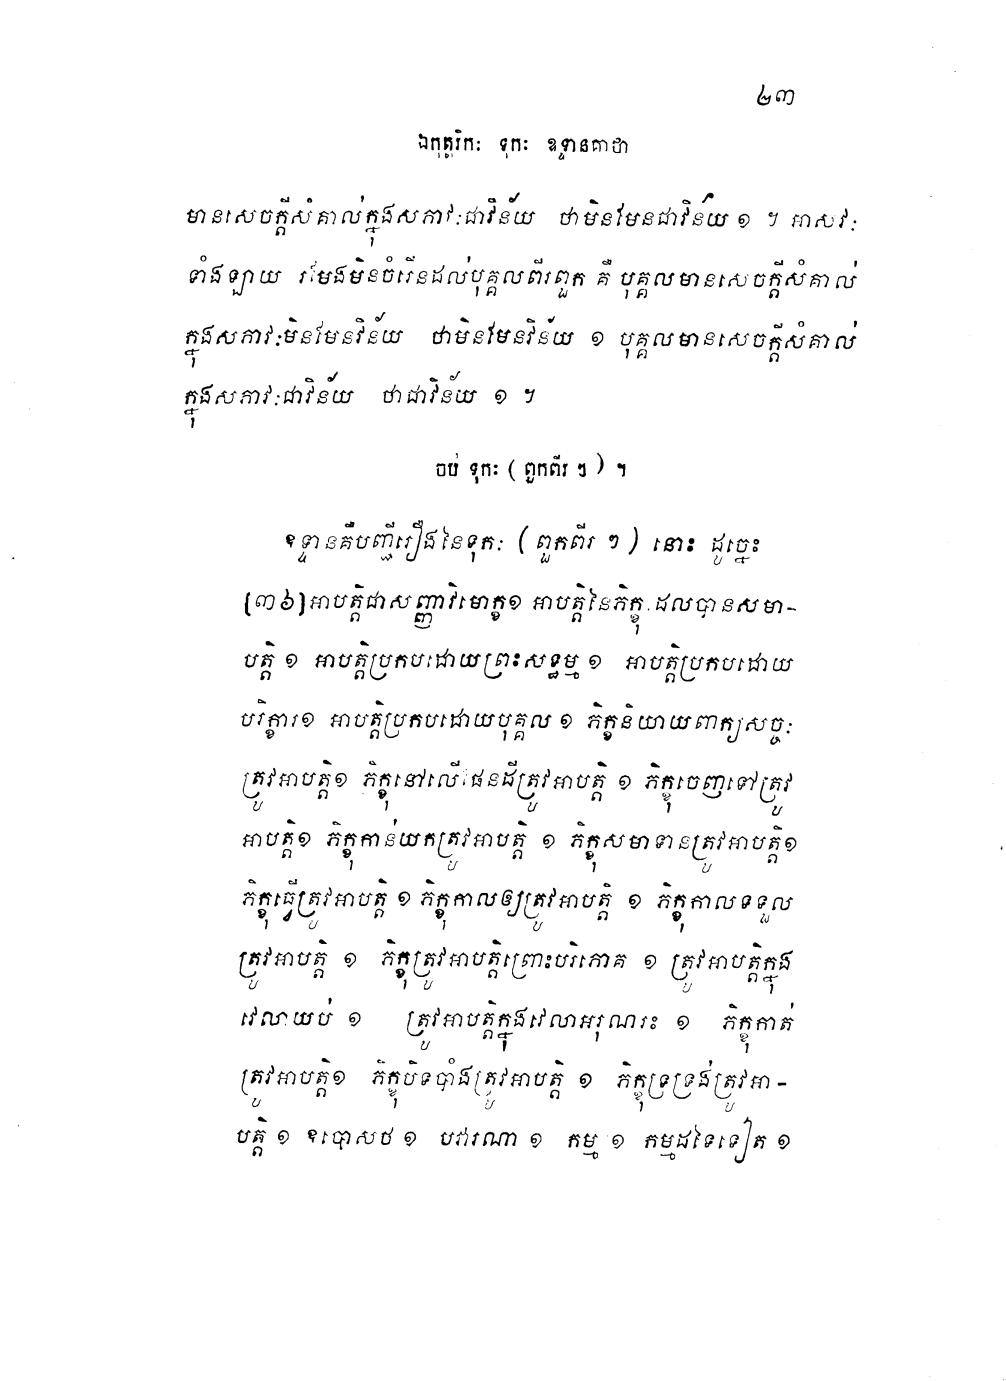 ៤៣
ឯកុត្តរិកៈ ទុកៈ ឧទ្ទានគាថា
មានសេចក្តីសំគាល់ក្នុងសភាវៈជាវិន័យ ថាមិនមែនជាវិន័យ ១ ។ អាសវៈ
ទាំងឡាយ រមែងមិនចំរើនដល់បុគ្គលពីរពួក គឺ បុគ្គលមានសេចក្តីសំគាល់
ក្នុងសភាវៈមិនមែនវិន័យ ថាមិនមែនវិន័យ ១ បុគ្គលមានសេចក្តីសំគាល់
ក្នុងសភាវៈជាវិន័យ ថាជាវិន័យ ១ ។
ចប់ ទុកៈ ( ពួកពីរ ៗ ) ។
ឧទ្ទានគឺបញ្ជីរឿងនៃទុកៈ ( ពួកពីរ ៗ ) នោះ ដូច្នេះ
[៣៦] អាបត្តិជាសញ្ញាវិមោក្ខ ១ អាបត្តិនៃភិក្ខុដែលបានសមា-
បត្តិ ១ អាបត្តិប្រកបដោយព្រះសទ្ធម្ម ១ អាបត្តិប្រកបដោយ
បរិក្ខារ ១ អាបត្តិប្រកបដោយបុគ្គល ១ ភិក្ខុនិយាយពាក្យសច្ចៈ
ត្រូវអាបត្តិ ១ ភិក្ខុនៅលើផែនដីត្រូវអាបត្តិ ១ ភិក្ខុចេញទៅត្រូវ
អាបត្តិ ១ ភិក្ខុកាន់យកត្រូវអាបត្តិ ១ ភិក្ខុសមាទានត្រូវអាបត្តិ ១
ភិក្ខុធ្វើត្រូវអាបត្តិ ១ ភិក្ខុកាលឲ្យត្រូវអាបត្តិ ១ ភិក្ខុកាលទទួល
ត្រូវអាបត្តិ ១ ភិក្ខុត្រូវអាបត្តិព្រោះបរិភោគ ១ ត្រូវអាបត្តិក្នុង
វេលាយប់ ១ ត្រូវអាបត្តិក្នុងវេលាអរុណរះ ១ ភិក្ខុកាត់
ត្រូវអាបត្តិ ១ ភិក្ខុបិទបាំងត្រូវអាបត្តិ ១ ភិក្ខុទ្រទ្រង់ត្រូវអា-
បត្តិ ១ ឧបោសថ ១ បវារណា ១ កម្ម ១ កម្មដទៃទៀត ១